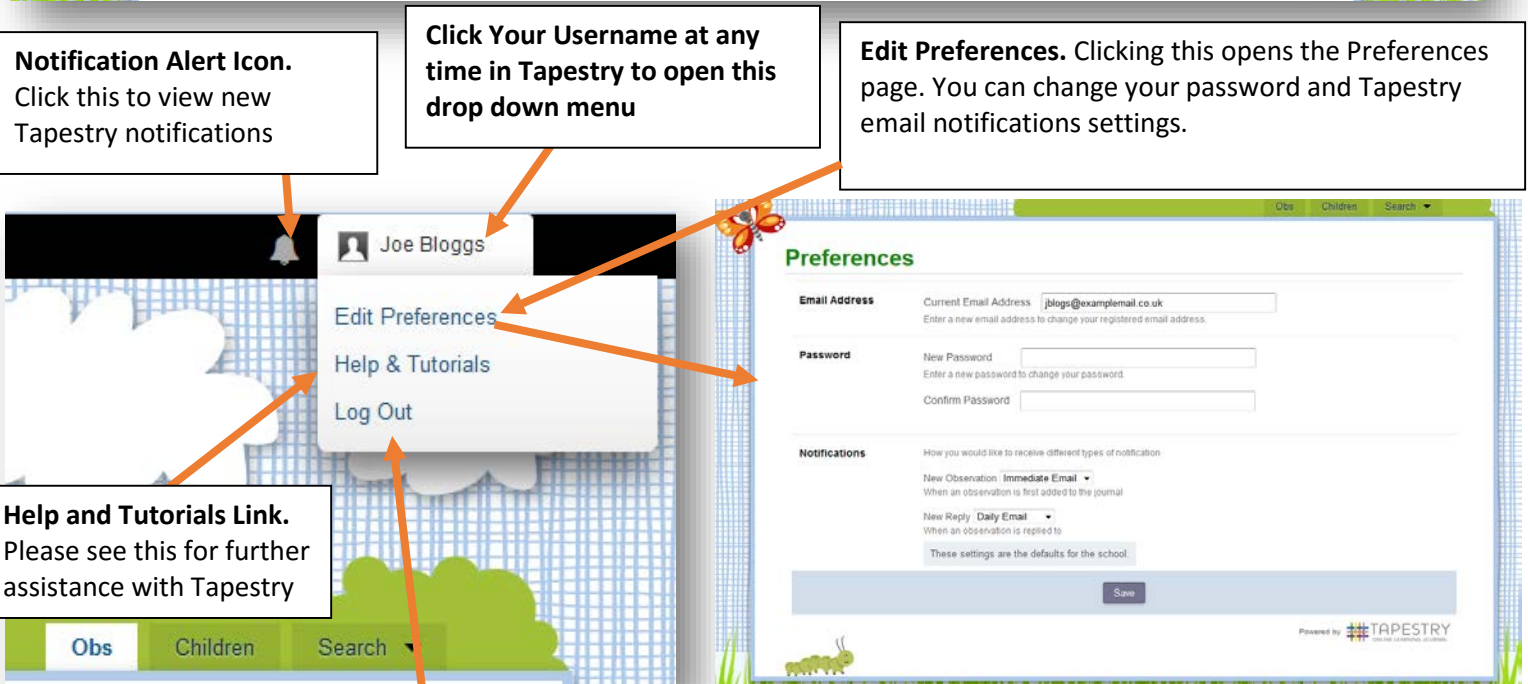 Notification Alert Icon.
Click this to view new
Tapestry notifications
Click Your Username at any
time in Tapestry to open this
drop down menu
Edit Preferences. Clicking this opens the Preferences
page. You can change your password and Tapestry
email notifications settings.
Joe Bloggs
Edit Preferences
Help & Tutorials
Log Out
Help and Tutorials Link.
Please see this for further
assistance with Tapestry
Obs Children Search
Obs Children Search
Preferences
Email Address Current Email Address jblogs@examplemail.co.uk
Enter a new email address to change your registered email address.
Password New Password
Enter a new password to change your password.
Confirm Password
Notifications How you would like to receive different types of notification
New Observation Immediate Email
When an observation is first added to the journal
New Reply Daily Email
When an observation is replied to
These settings are the defaults for the school.
Save
Powered by TAPESTRY
ONLINE LEARNING JOURNAL